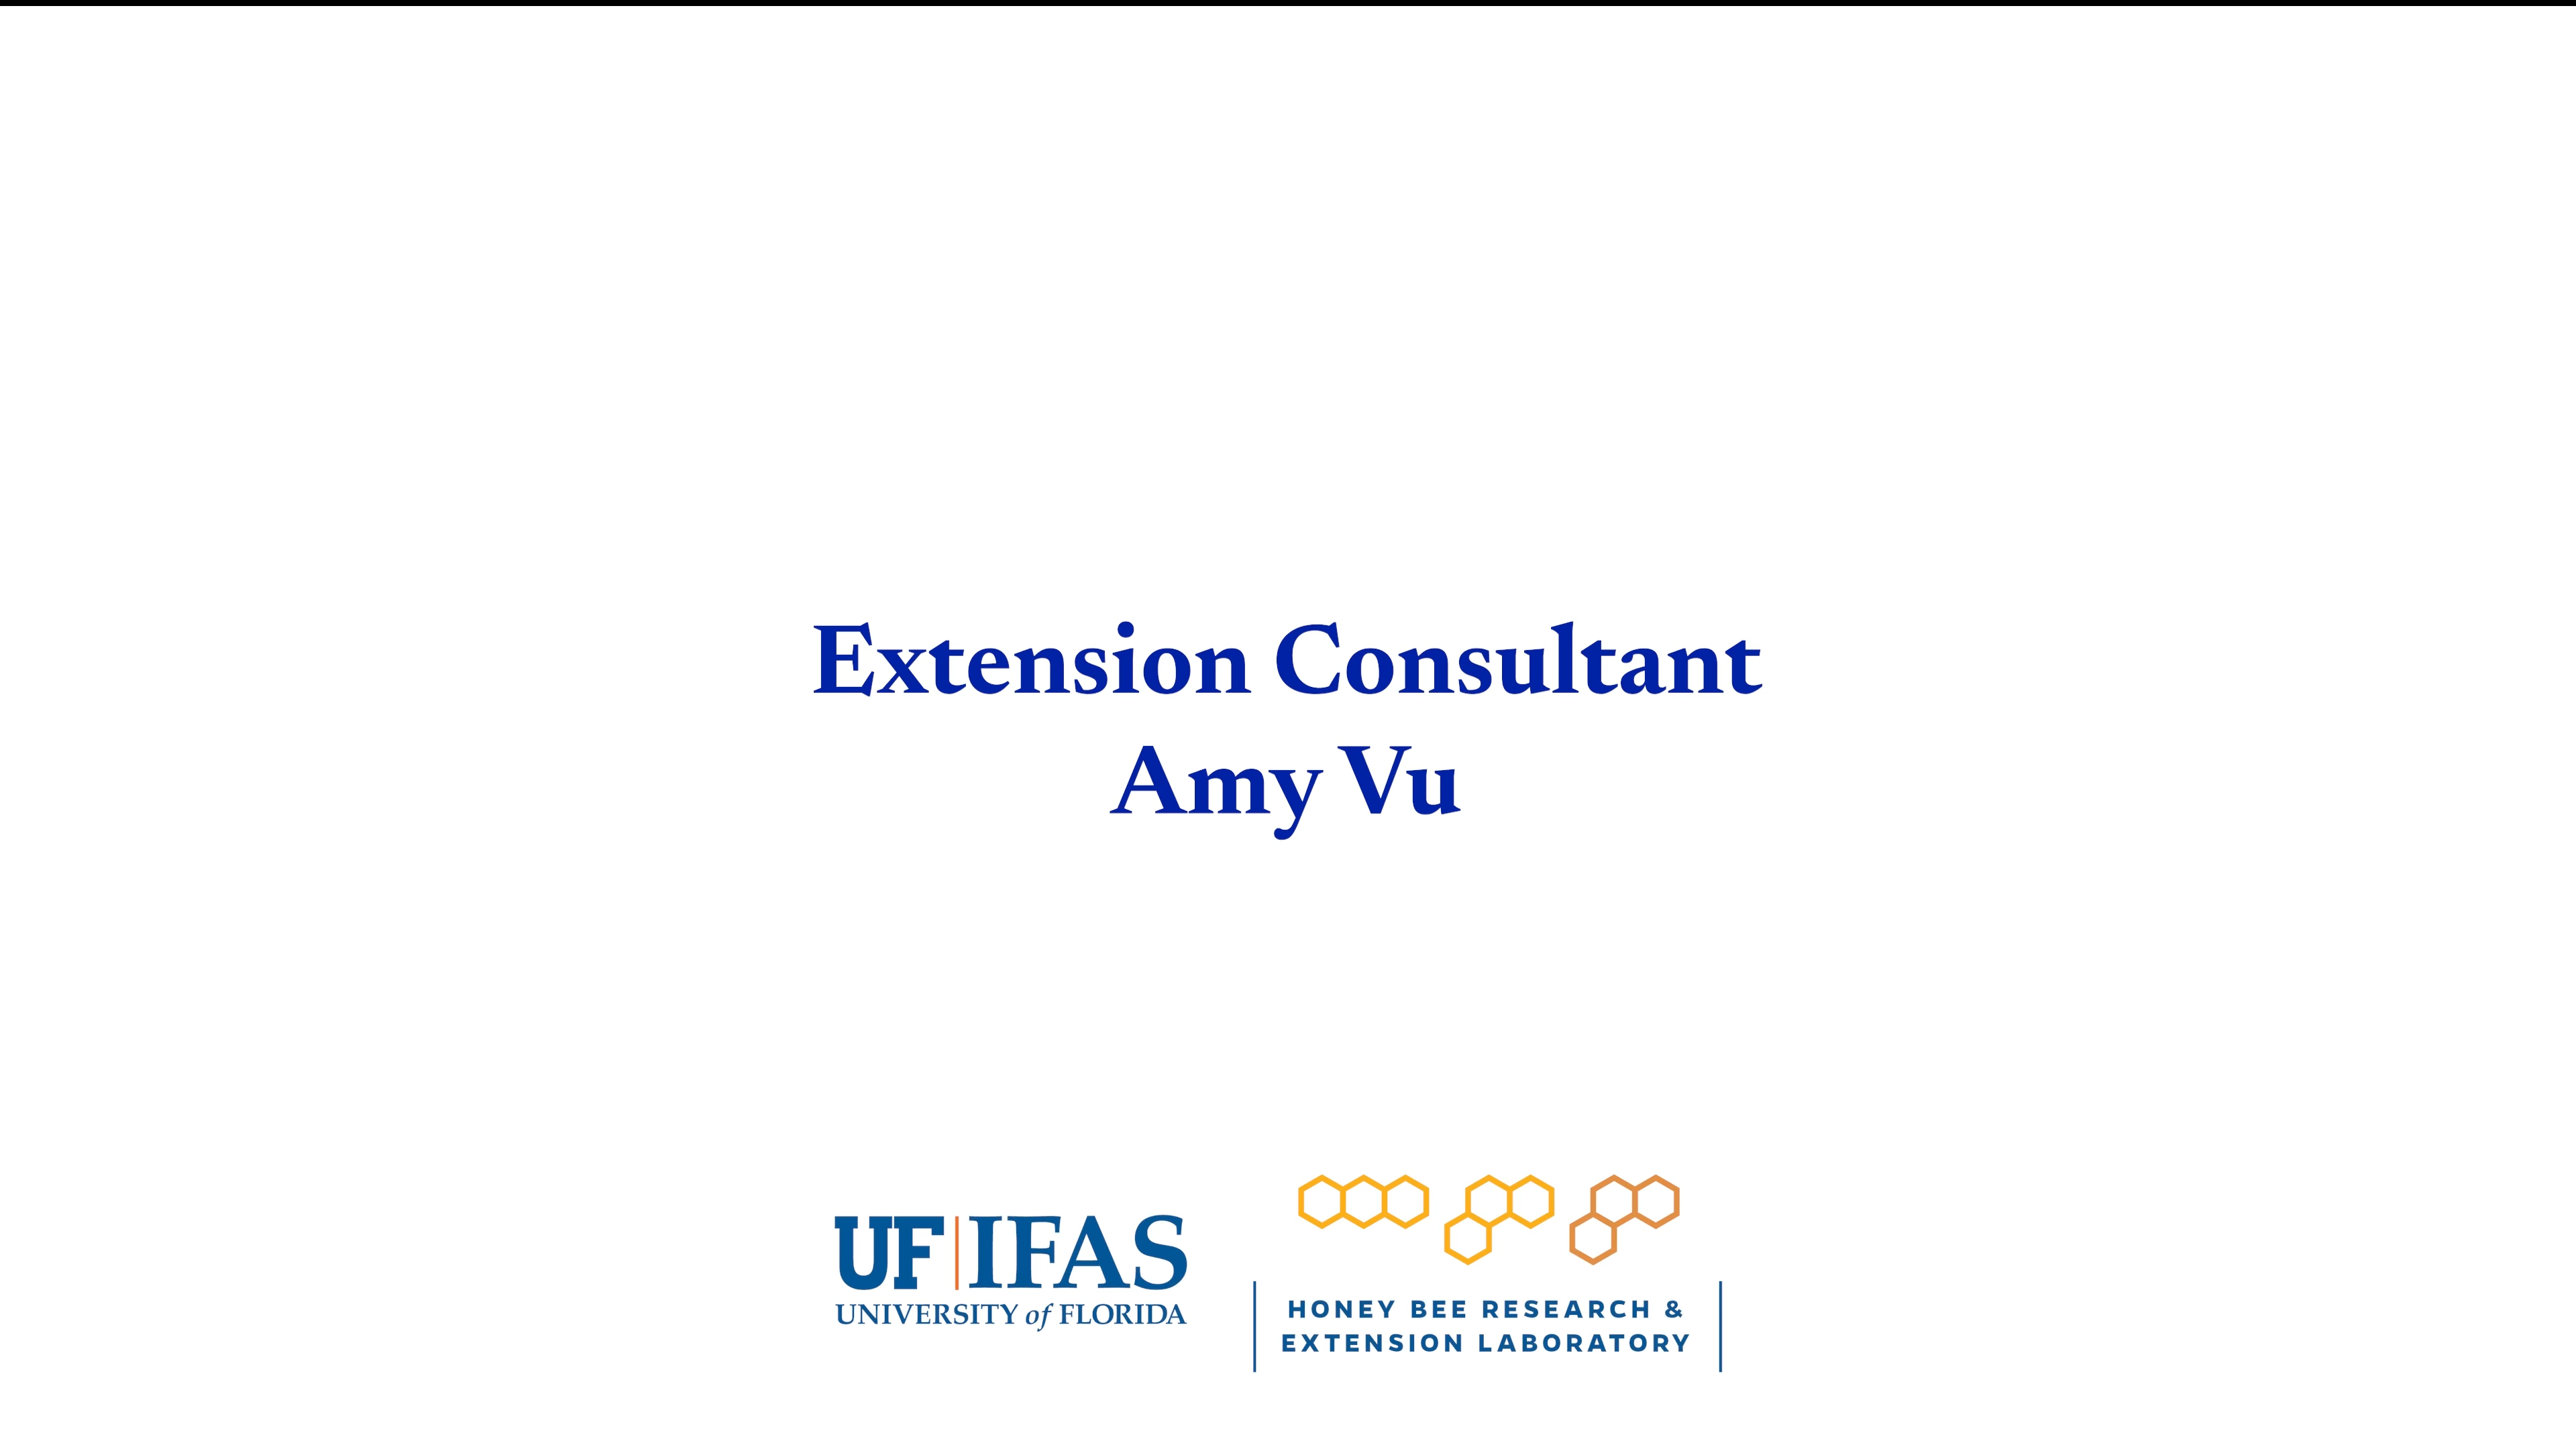 Extension Consultant
Amy Vu
UF|IFAS
UNIVERSITY of FLORIDA
HONEY BEE RESEARCH &
EXTENSION LABORATORY